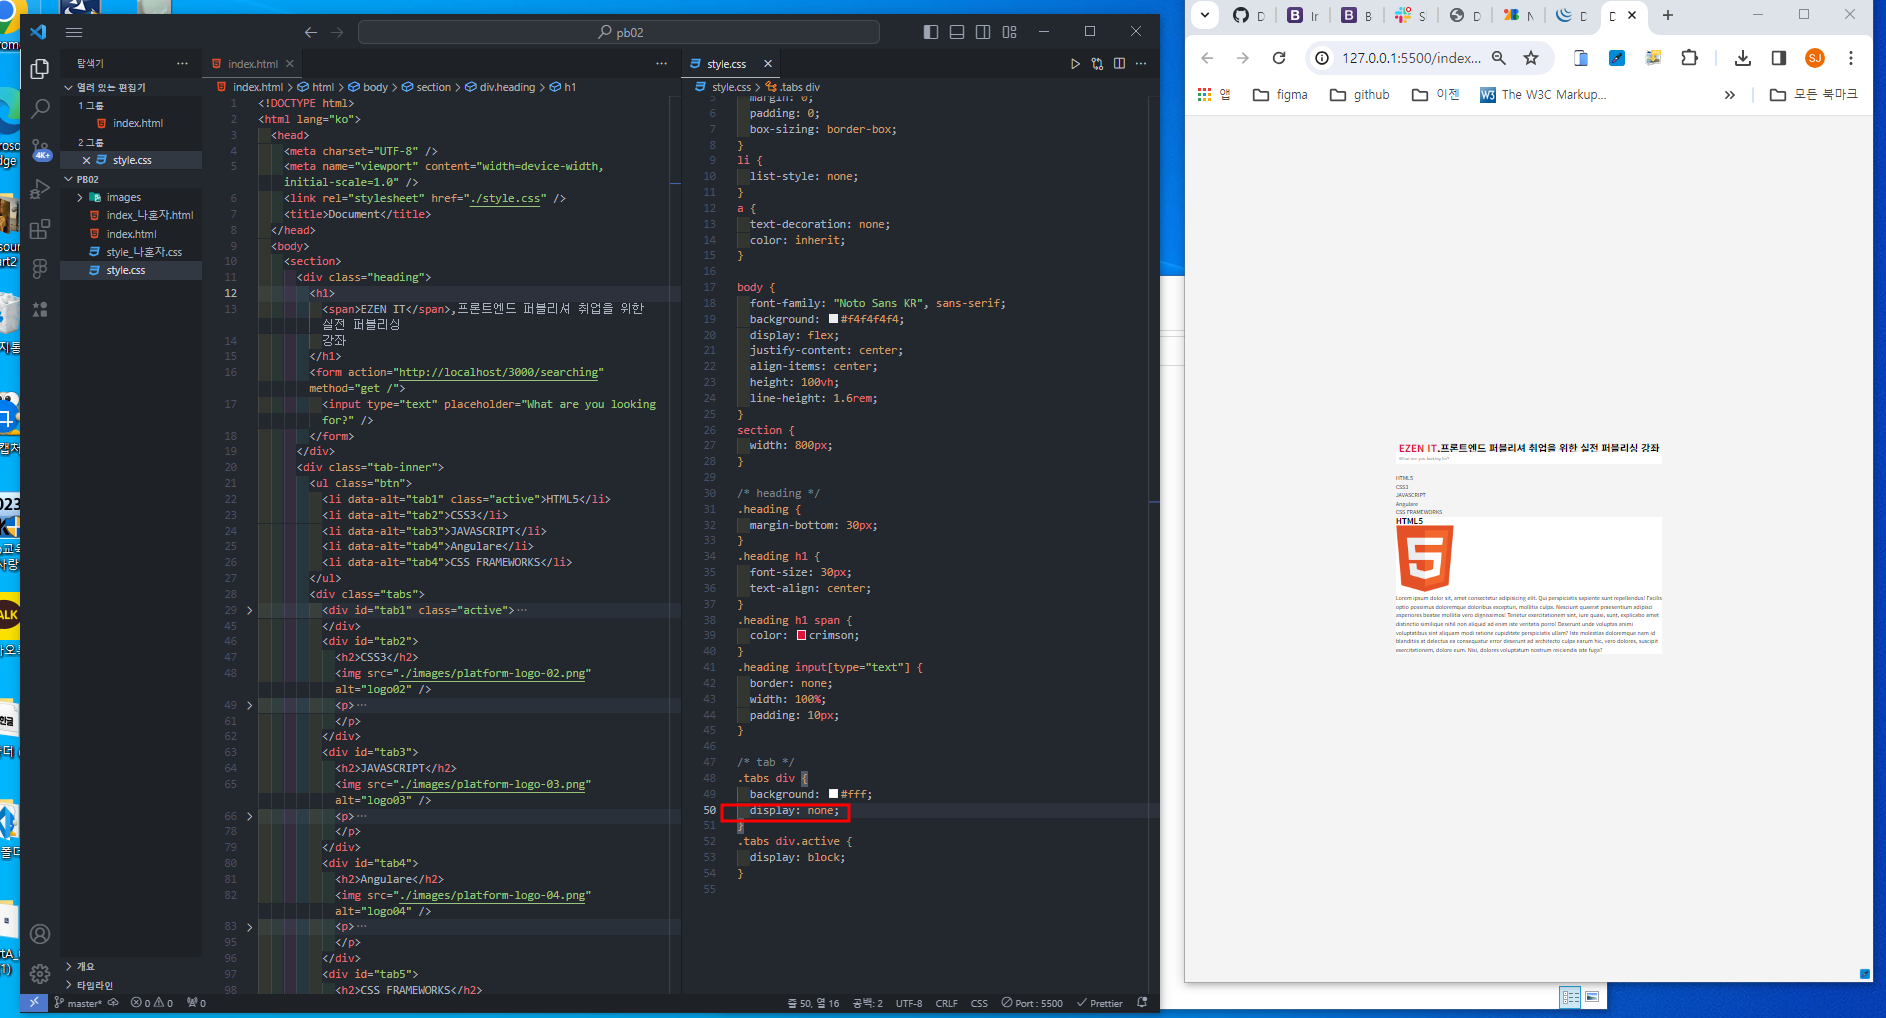 pb02
탐색기
열려 있는 편집기
1 그룹
index.html
2 그룹
style.css
PB02
images
index_나혼자.html
index.html
style_나혼자.css
style.css
개요
타임라인
4K+
index.html
index.html > html > body > section > div.heading > h1
1 <!DOCTYPE html>
2 <html lang="ko">
3 <head>
4 <meta charset="UTF-8" />
5 <meta name="viewport" content="width=device-width,
initial-scale=1.0" />
6 <link rel="stylesheet" href="./style.css" />
7 <title>Document</title>
8 </head>
9 <body>
10 <section>
11 <div class="heading">
12 <h1>
13 <span>EZEN IT</span>,프론트엔드 퍼블리셔 취업을 위한
실전 퍼블리싱
14 강좌
15 </h1>
16 <form action="http://localhost/3000/searching"
method="get /">
17 <input type="text" placeholder="What are you looking
for?" />
18 </form>
19 </div>
20 <div class="tab-inner">
21 <ul class="btn">
22 <li data-alt="tab1" class="active">HTML5</li>
23 <li data-alt="tab2">CSS3</li>
24 <li data-alt="tab3">JAVASCRIPT</li>
25 <li data-alt="tab4">Angulare</li>
26 <li data-alt="tab4">CSS FRAMEWORKS</li>
27 </ul>
28 <div class="tabs">
29 <div id="tab1" class="active">…
45 </div>
46 <div id="tab2">
47 <h2>CSS3</h2>
48 <img src="./images/platform-logo-02.png"
alt="logo02" />
49 <p>…
61 </p>
62 </div>
63 <div id="tab3">
64 <h2>JAVASCRIPT</h2>
65 <img src="./images/platform-logo-03.png"
alt="logo03" />
66 <p>…
78 </p>
79 </div>
80 <div id="tab4">
81 <h2>Angulare</h2>
82 <img src="./images/platform-logo-04.png"
alt="logo04" />
83 <p>…
95 </p>
96 </div>
97 <div id="tab5">
98 <h2>CSS FRAMEWORKS</h2>
style.css
style.css > .tabs div
5 margin: 0;
6 padding: 0;
7 box-sizing: border-box;
8 }
9 li {
10 list-style: none;
11 }
12 a {
13 text-decoration: none;
14 color: inherit;
15 }
16
17 body {
18 font-family: "Noto Sans KR", sans-serif;
19 background: #f4f4f4f4;
20 display: flex;
21 justify-content: center;
22 align-items: center;
23 height: 100vh;
24 line-height: 1.6rem;
25 }
26 section {
27 width: 800px;
28 }
29
30 /* heading */
31 .heading {
32 margin-bottom: 30px;
33 }
34 .heading h1 {
35 font-size: 30px;
36 text-align: center;
37 }
38 .heading h1 span {
39 color: crimson;
40 }
41 .heading input[type="text"] {
42 border: none;
43 width: 100%;
44 padding: 10px;
45 }
46
47 /* tab */
48 .tabs div {
49 background: #fff;
50 display: none;
51 }
52 .tabs div.active {
53 display: block;
54 }
55
master* 0 0 0
줄 50, 열 16 공백: 2 UTF-8 CRLF CSS Port : 5500 Prettier
127.0.0.1:5500/index...
SJ
앱 figma github 이젠 The W3C Markup... 모든 북마크
EZEN IT,프론트엔드 퍼블리셔 취업을 위한 실전 퍼블리싱 강좌
What are you looking for?
HTML5
CSS3
JAVASCRIPT
Angulare
CSS FRAMEWORKS
HTML5
5